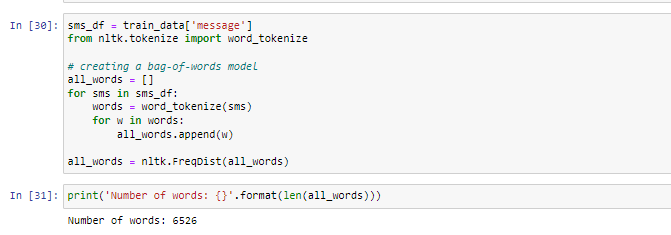 In [30]: sms_df = train_data['message']
from nltk.tokenize import word_tokenize
# creating a bag-of-words model
all_words = []
for sms in sms_df:
    words = word_tokenize(sms)
    for w in words:
        all_words.append(w)
all_words = nltk.FreqDist(all_words)
In [31]: print('Number of words: {}'.format(len(all_words)))
Number of words: 6526